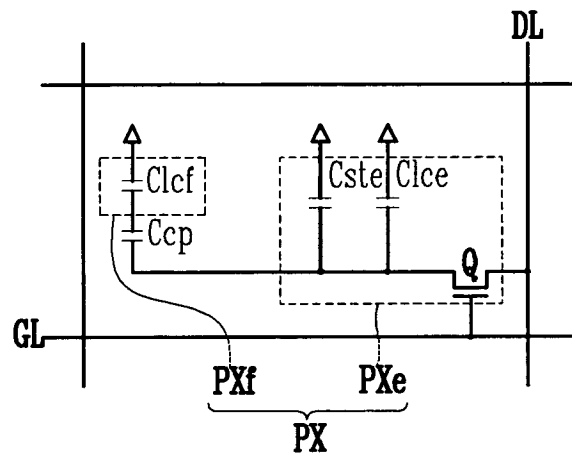 DL
Clcf
Cste Clce
Ccp
Q
GL
PXf PXe
PX